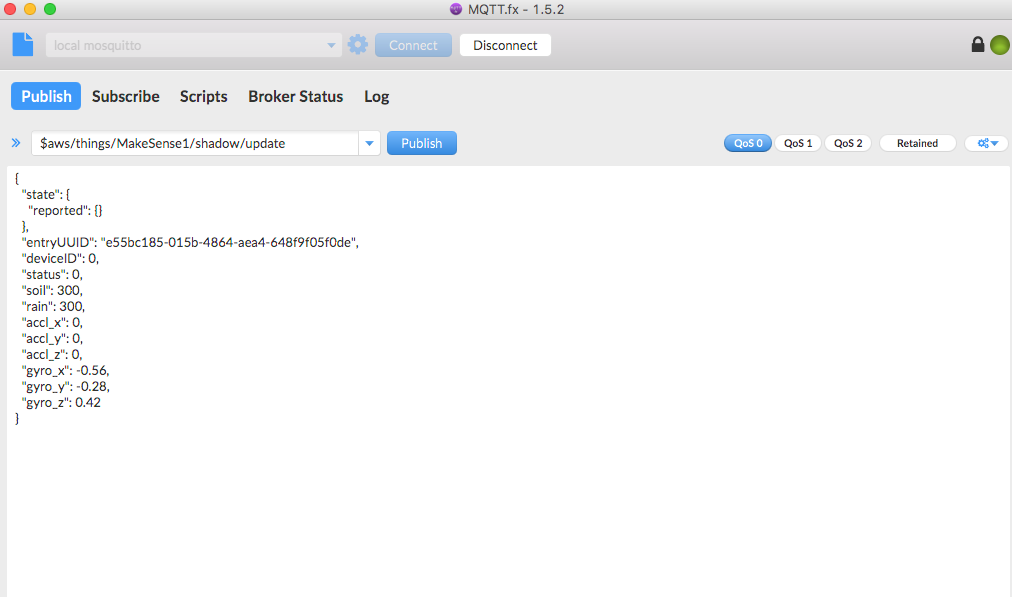 MQTT.fx - 1.5.2
local mosquitto
Connect
Disconnect
Publish Subscribe Scripts Broker Status Log
$aws/things/MakeSense1/shadow/update
Publish
QoS 0 QoS 1 QoS 2 Retained
{
"state": {
"reported": {}
},
"entryUUID": "e55bc185-015b-4864-aea4-648f9f05f0de",
"deviceID": 0,
"status": 0,
"soil": 300,
"rain": 300,
"accl_x": 0,
"accl_y": 0,
"accl_z": 0,
"gyro_x": -0.56,
"gyro_y": -0.28,
"gyro_z": 0.42
}